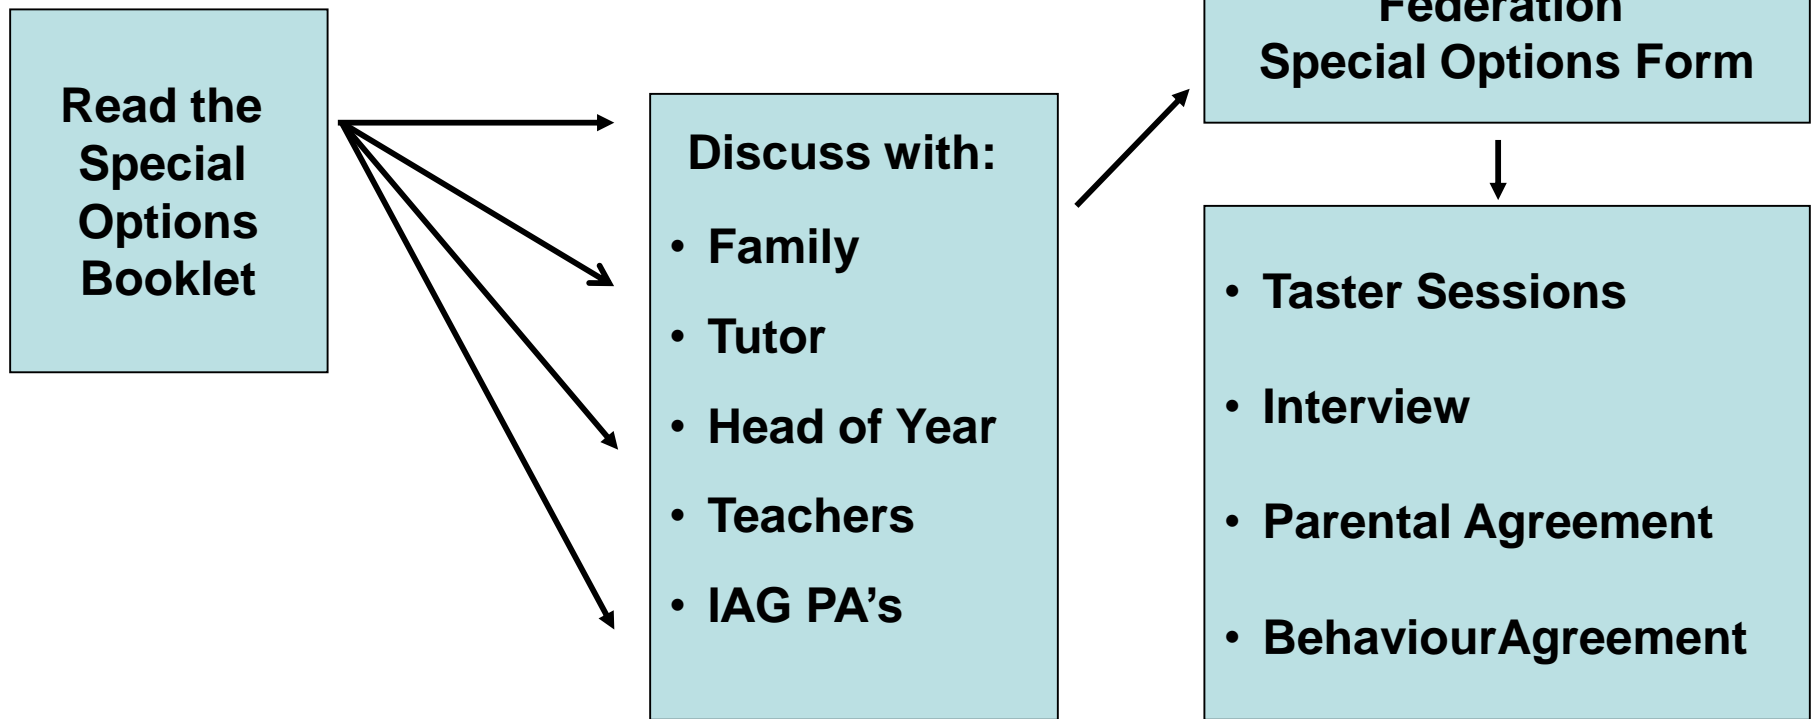 Read the
Special
Options
Booklet
Discuss with:
• Family
• Tutor
• Head of Year
• Teachers
• IAG PA’s
Federation
Special Options Form
• Taster Sessions
• Interview
• Parental Agreement
• BehaviourAgreement